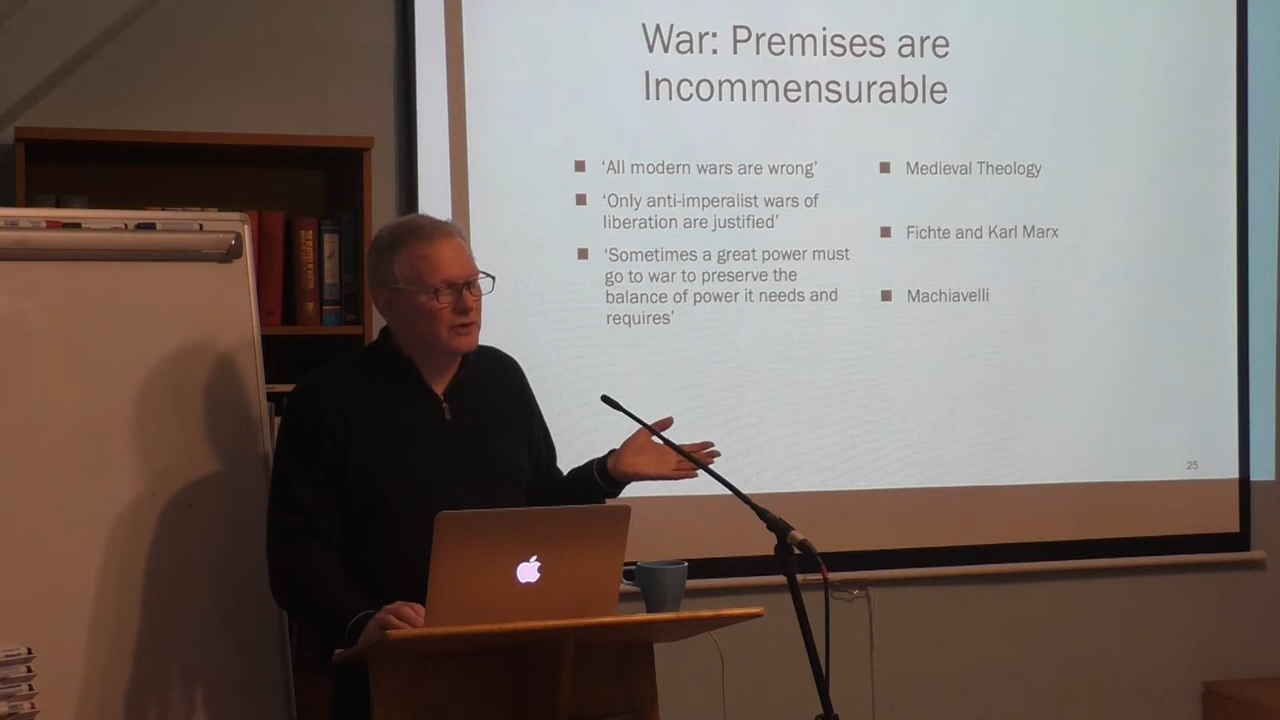 War: Premises are
Incommensurable
‘All modern wars are wrong’
‘Only anti-imperalist wars of
liberation are justified’
‘Sometimes a great power must
go to war to preserve the
balance of power it needs and
requires’
Medieval Theology
Fichte and Karl Marx
Machiavelli
25